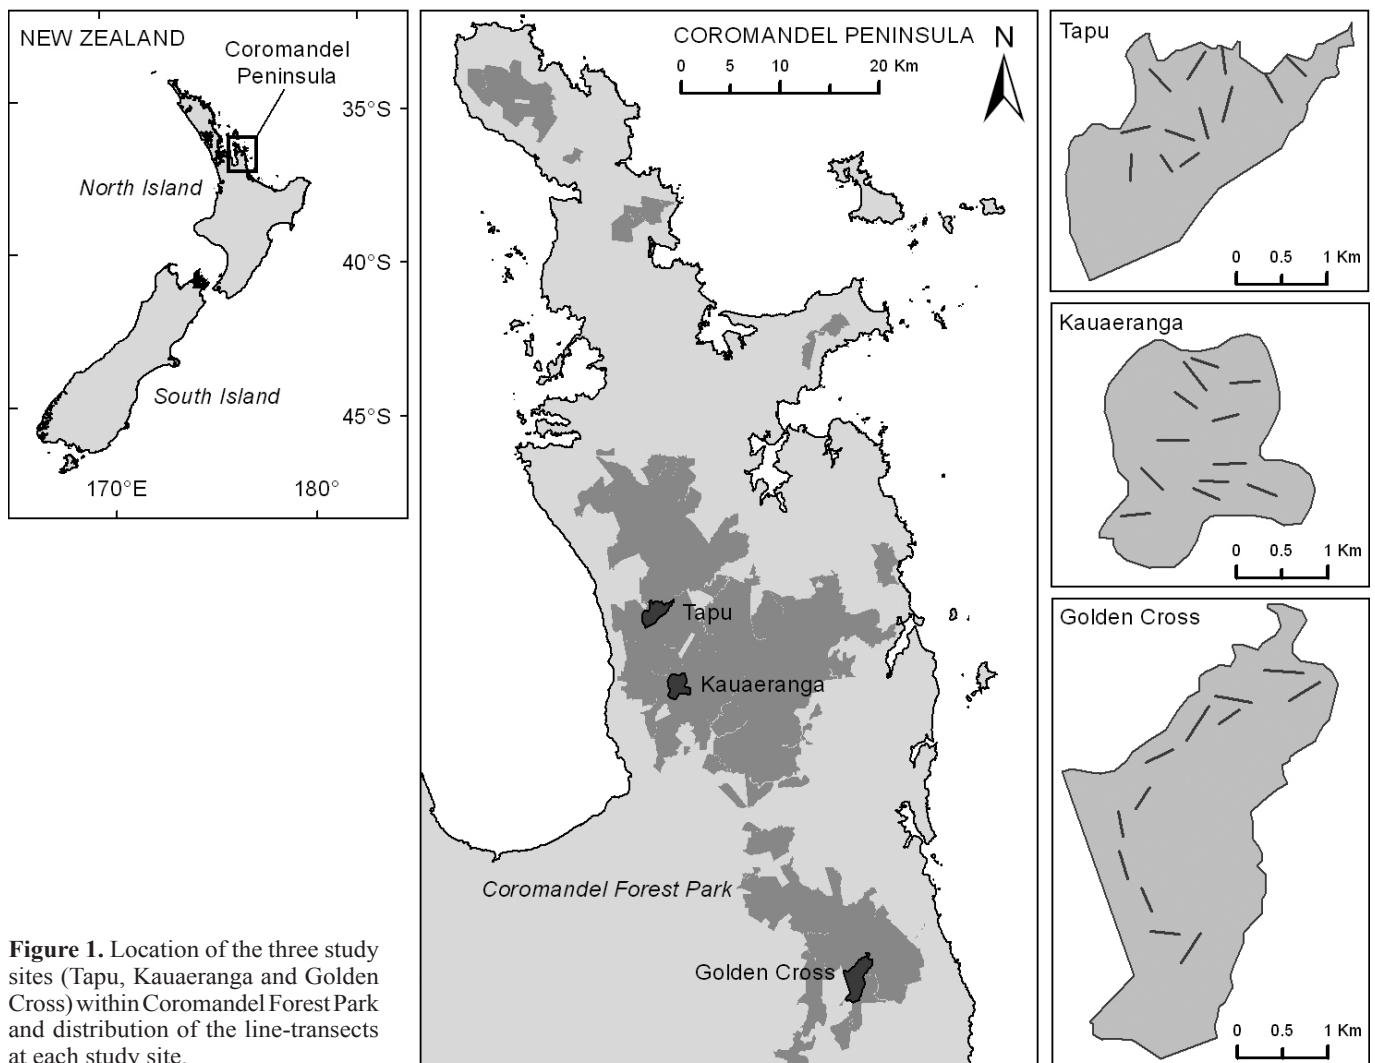 NEW ZEALAND
Coromandel
Peninsula
35°S
North Island
40°S
South Island
45°S
170°E
180°
COROMANDEL PENINSULA
N
0 5 10 20 Km
Tapu
Kauaeranga
Coromandel Forest Park
Golden Cross
Tapu
0 0.5 1 Km
Kauaeranga
0 0.5 1 Km
Golden Cross
0 0.5 1 Km
Figure 1. Location of the three study
sites (Tapu, Kauaeranga and Golden
Cross) within Coromandel Forest Park
and distribution of the line-transects
at each study site.